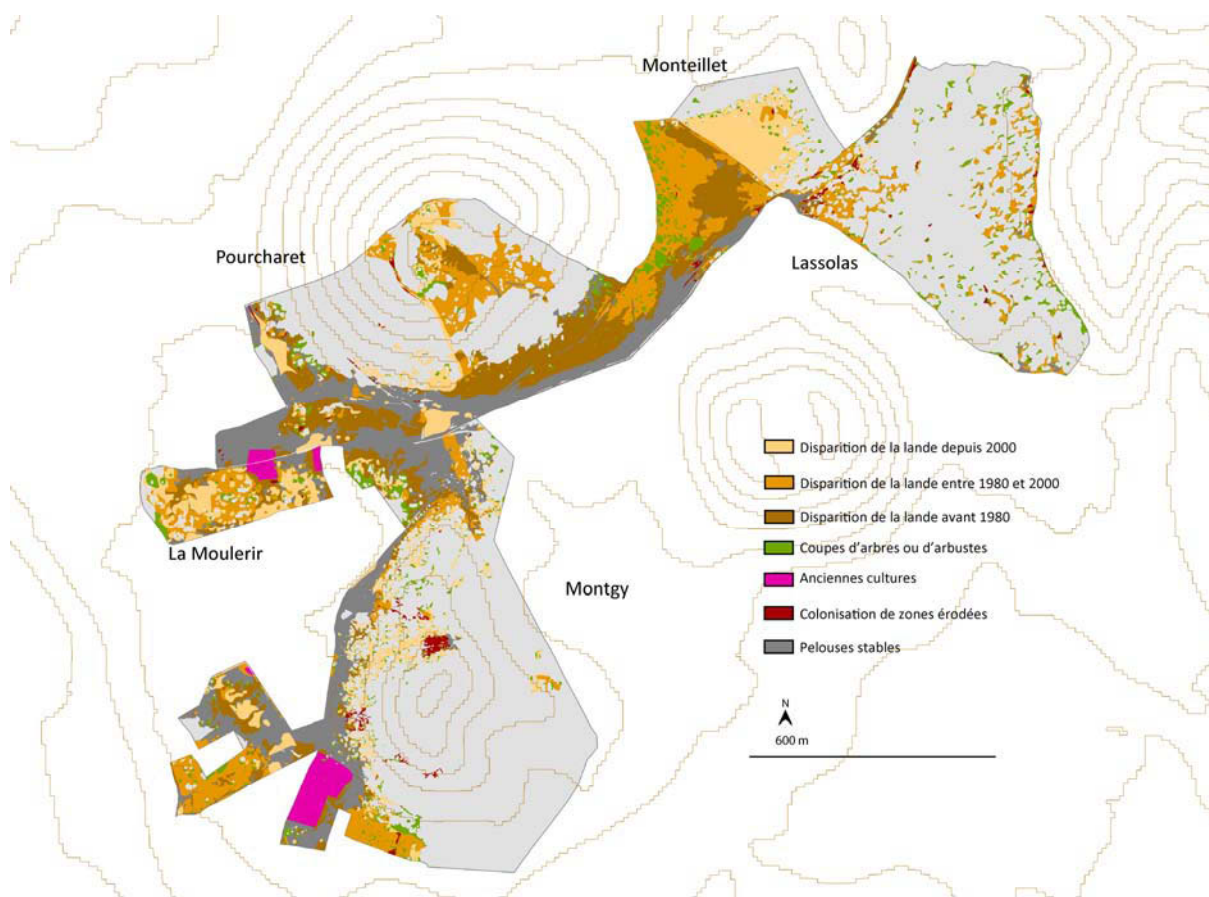 Monteillet
Pourcharet
Lassolas
La Moulerir
Montgy
Disparition de la lande depuis 2000
Disparition de la lande entre 1980 et 2000
Disparition de la lande avant 1980
Coupes d'arbres ou d'arbustes
Anciennes cultures
Colonisation de zones érodées
Pelouses stables
N
600 m